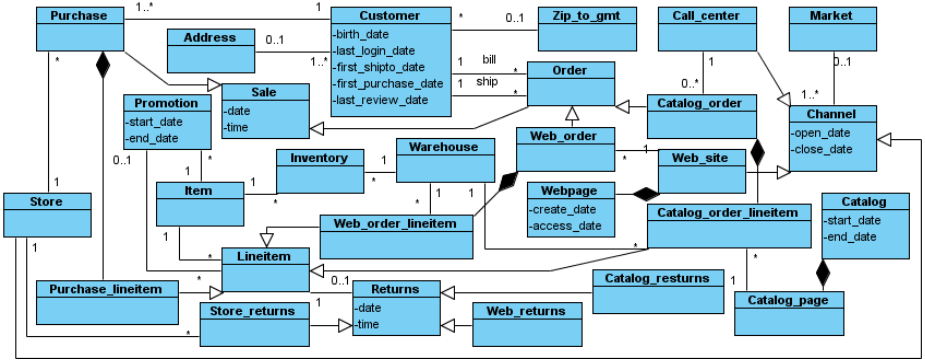 Purchase
1..*
1
Customer
-birth_date
-last_login_date
-first_shipto_date
-first_purchase_date
-last_review_date
*
0..1
Zip_to_gmt
Call_center
Market
Address
0..1
1..*
1
bill
*
1
ship
*
Order
1
0..*
0..1
1..*
*
Promotion
-start_date
-end_date
Sale
-date
-time
Catalog_order
Channel
-open_date
-close_date
0..1
*
Inventory
1
*
Warehouse
Web_order
*
1
Web_site
1
Store
1
Item
1
*
1
1
Webpage
-create_date
-access_date
Catalog_order_lineitem
Catalog
-start_date
-end_date
*
Web_order_lineitem
1
1
*
Lineitem
*
*
Purchase_lineitem
*
0..1
Returns
-date
-time
1
Catalog_resturns
1
Catalog_page
Store_returns
*
Web_returns